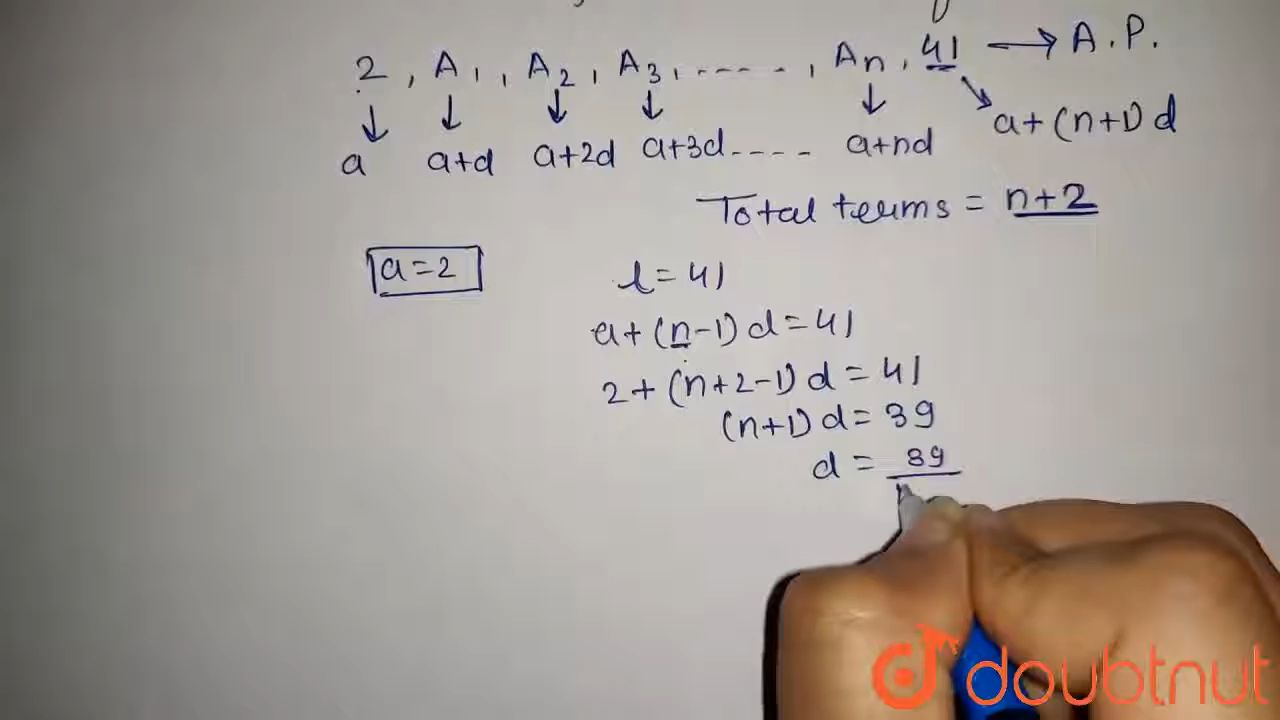 2, A1, A2, A3, -----, An, 41 → A.P.
a a+d a+2d a+3d---- a+nd a+(n+1)d
Total terms = n+2
a=2 l=41
a+(n-1)d=41
2+(n+2-1)d=41
(n+1)d=39
d=39
doubtnut